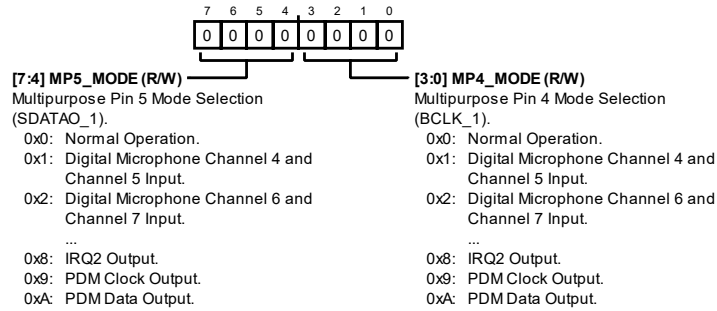 7 6 5 4 3 2 1 0
0 0 0 0 0 0 0 0
[7:4] MP5_MODE (R/W)
Multipurpose Pin 5 Mode Selection
(SDATAO_1).
0x0: Normal Operation.
0x1: Digital Microphone Channel 4 and
Channel 5 Input.
0x2: Digital Microphone Channel 6 and
Channel 7 Input.
...
0x8: IRQ2 Output.
0x9: PDM Clock Output.
0xA: PDM Data Output.
[3:0] MP4_MODE (R/W)
Multipurpose Pin 4 Mode Selection
(BCLK_1).
0x0: Normal Operation.
0x1: Digital Microphone Channel 4 and
Channel 5 Input.
0x2: Digital Microphone Channel 6 and
Channel 7 Input.
...
0x8: IRQ2 Output.
0x9: PDM Clock Output.
0xA: PDM Data Output.